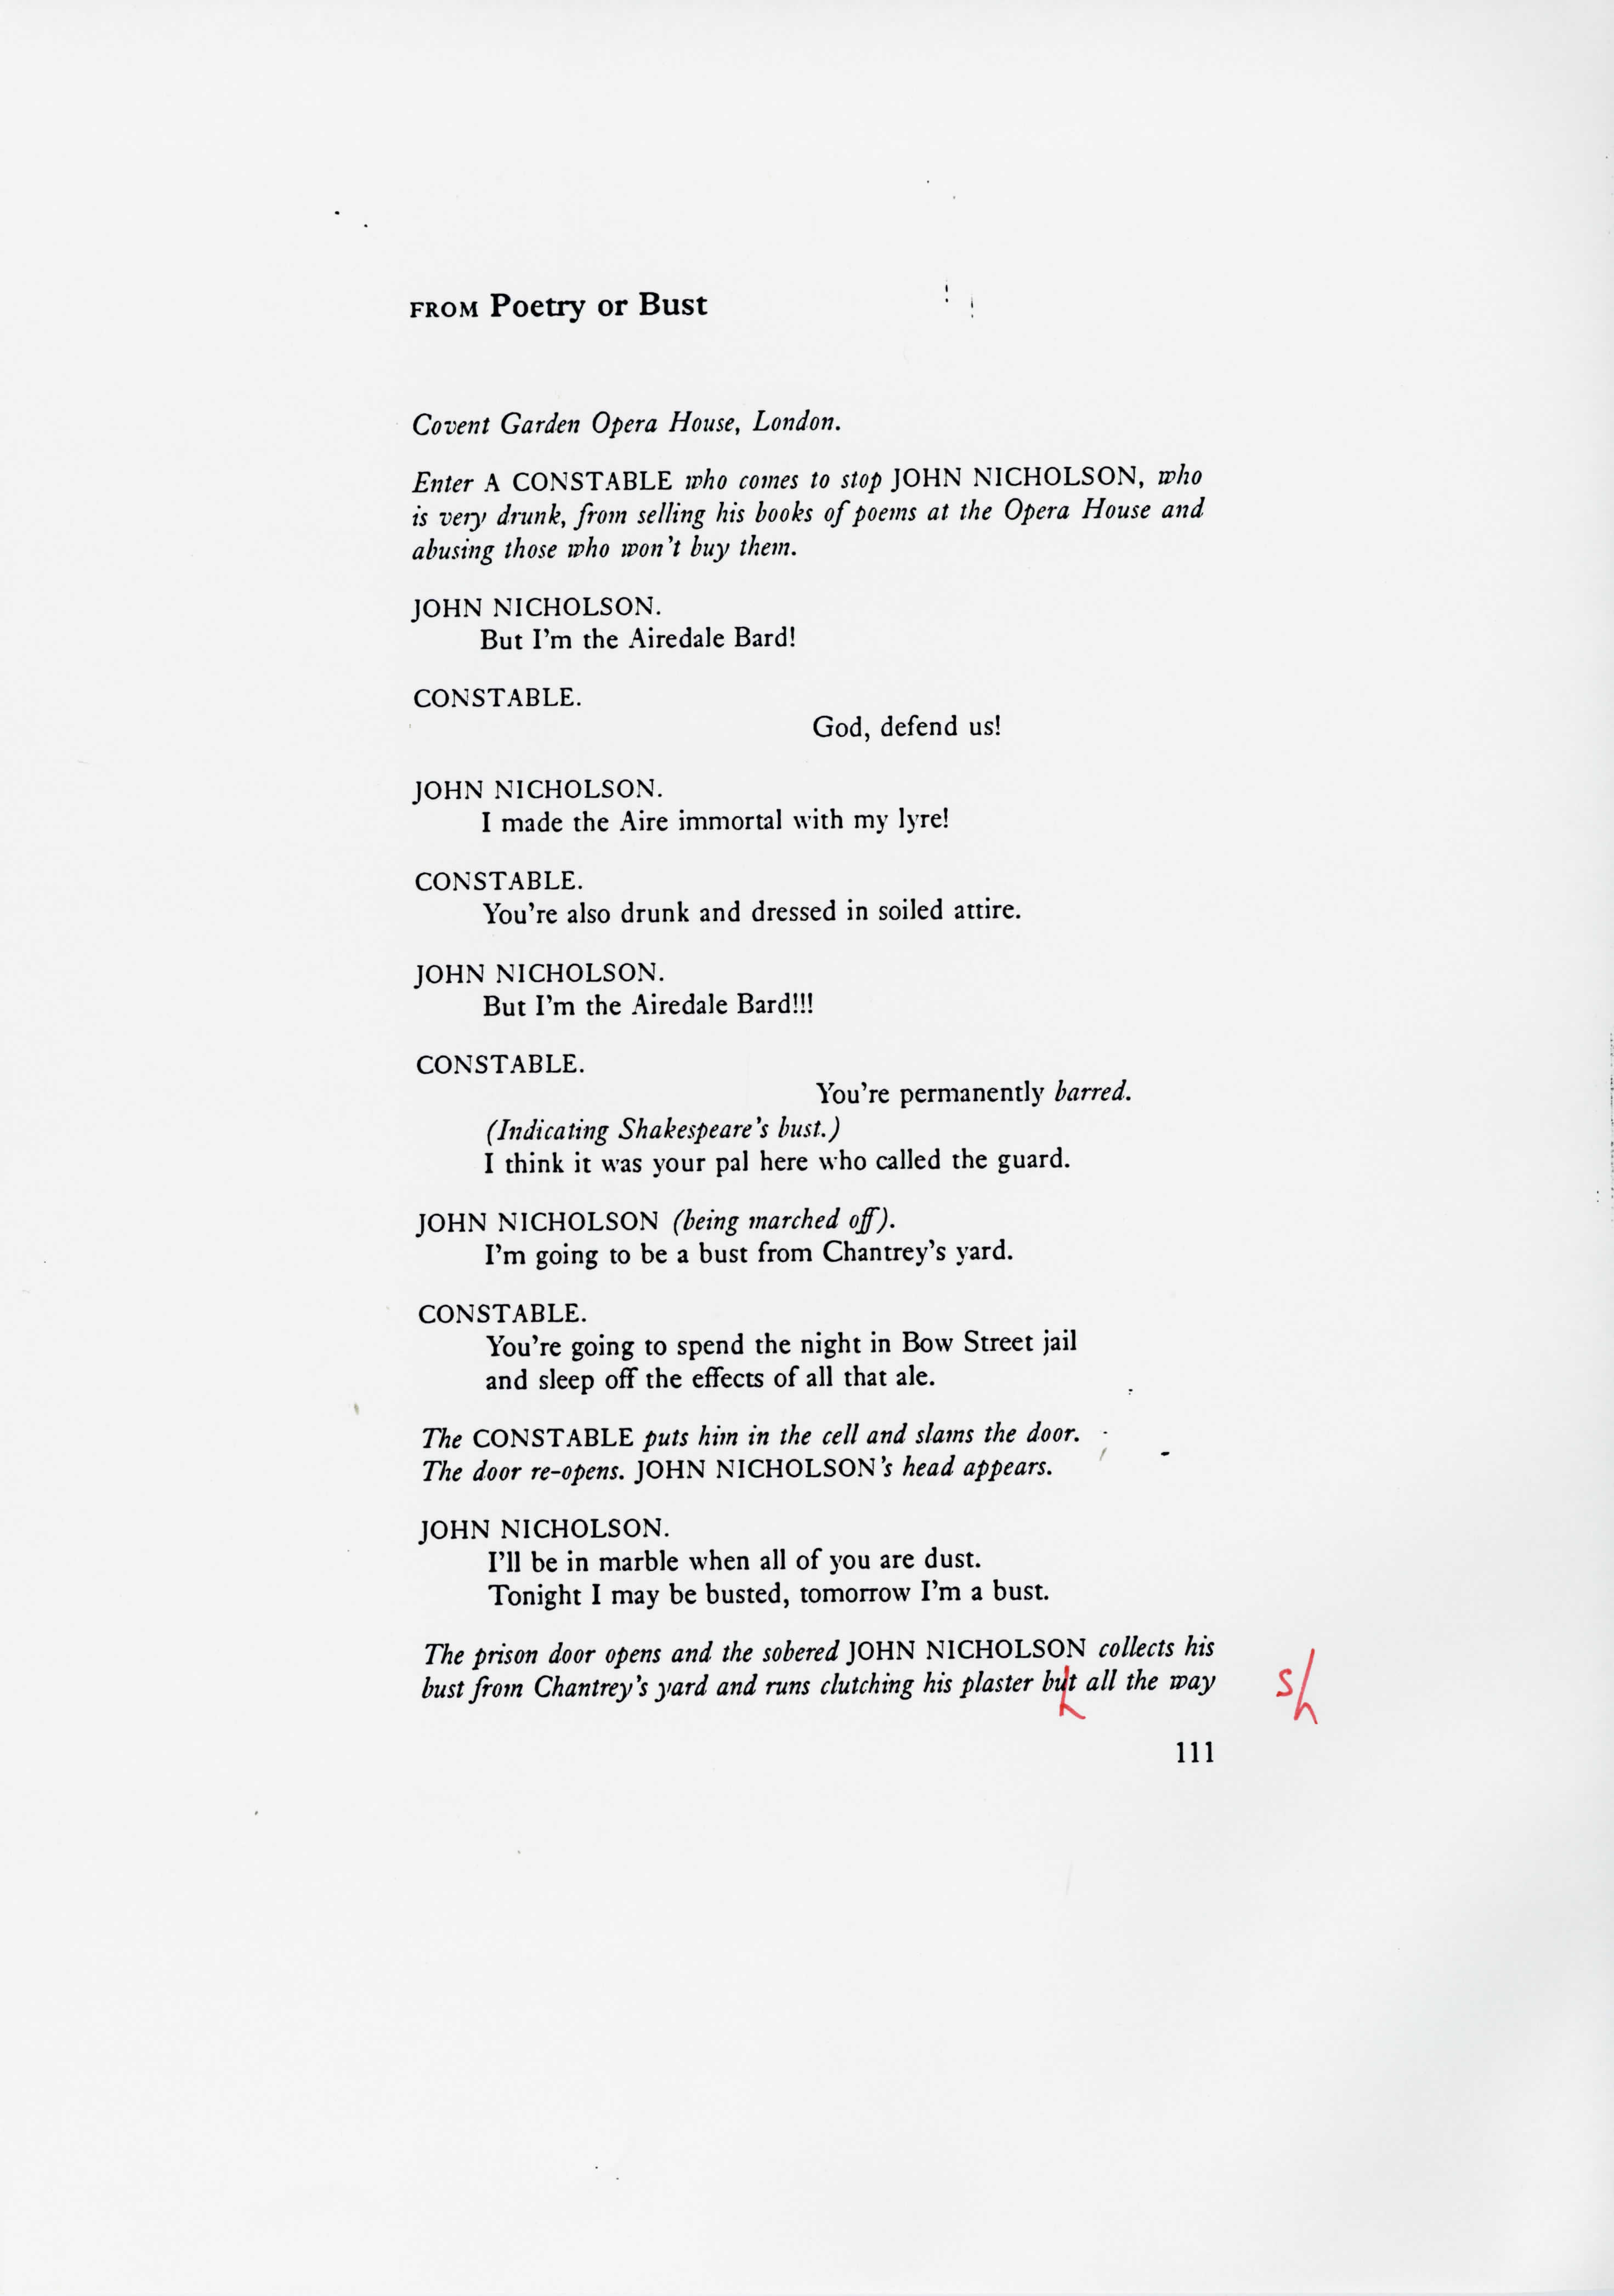 FROM Poetry or Bust
Covent Garden Opera House, London.
Enter A CONSTABLE who comes to stop JOHN NICHOLSON, who
is very drunk, from selling his books of poems at the Opera House and
abusing those who won't buy them.
JOHN NICHOLSON.
But I'm the Airedale Bard!
CONSTABLE.
God, defend us!
JOHN NICHOLSON.
I made the Aire immortal with my lyre!
CONSTABLE.
You're also drunk and dressed in soiled attire.
JOHN NICHOLSON.
But I'm the Airedale Bard!!!
CONSTABLE.
You're permanently barred.
(Indicating Shakespeare's bust.)
I think it was your pal here who called the guard.
JOHN NICHOLSON (being marched off).
I'm going to be a bust from Chantrey's yard.
CONSTABLE.
You're going to spend the night in Bow Street jail
and sleep off the effects of all that ale.
The CONSTABLE puts him in the cell and slams the door.
The door re-opens. JOHN NICHOLSON's head appears.
JOHN NICHOLSON.
I'll be in marble when all of you are dust.
Tonight I may be busted, tomorrow I'm a bust.
The prison door opens and the sobered JOHN NICHOLSON collects his
bust from Chantrey's yard and runs clutching his plaster but all the way
s/
111